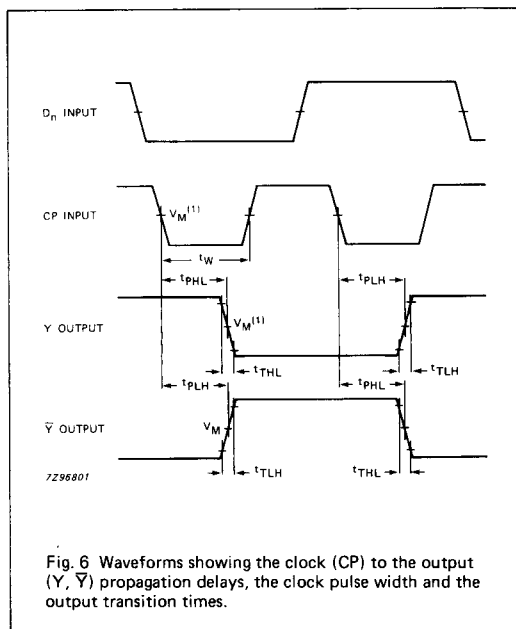 Dn INPUT
CP INPUT
VM(1)
tW
tPHL
tPLH
Y OUTPUT
VM(1)
tTHL
tTLH
tPLH
tPHL
Y̅ OUTPUT
VM
tTLH
tTHL
7Z96801
Fig. 6 Waveforms showing the clock (CP) to the output
(Y, Y̅) propagation delays, the clock pulse width and the
output transition times.